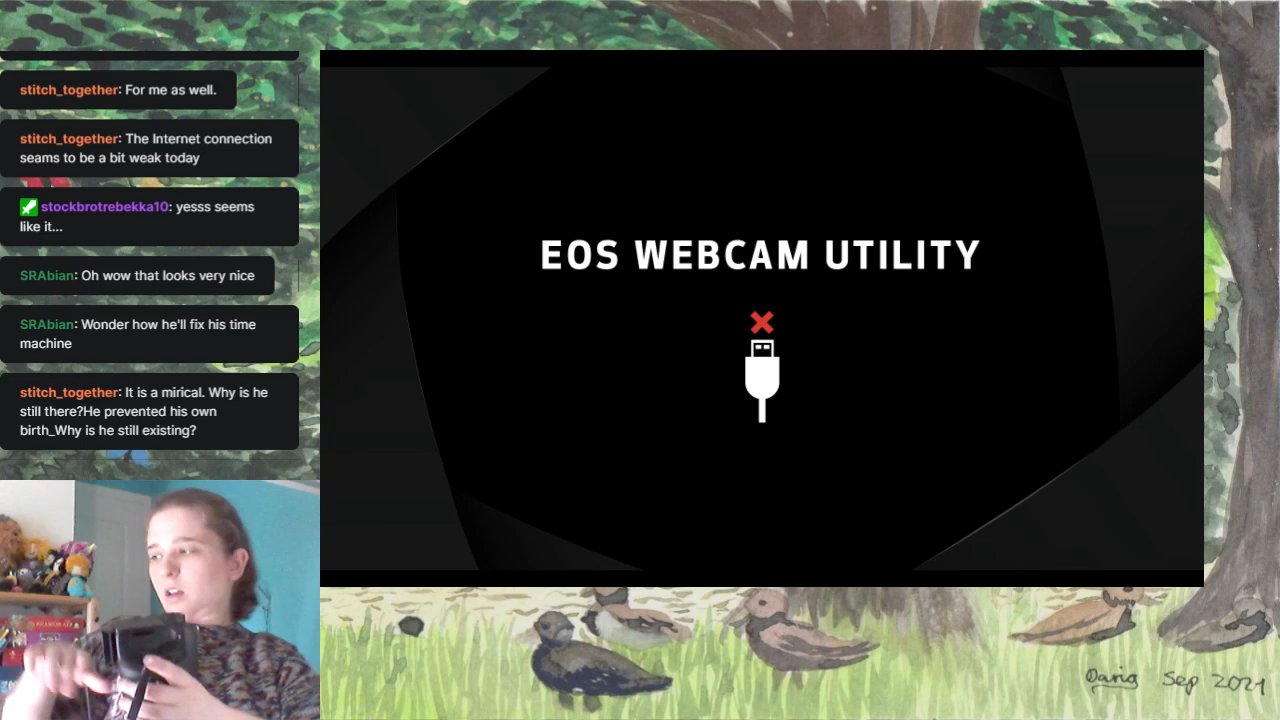 stitch_together: For me as well.
stitch_together: The Internet connection
seams to be a bit weak today
stockbrotrebekka10: yesss seems
like it...
SRAbian: Oh wow that looks very nice
SRAbian: Wonder how he'll fix his time
machine
stitch_together: It is a mirical. Why is he
still there?He prevented his own
birth_Why is he still existing?
EOS WEBCAM UTILITY
Sep 2021